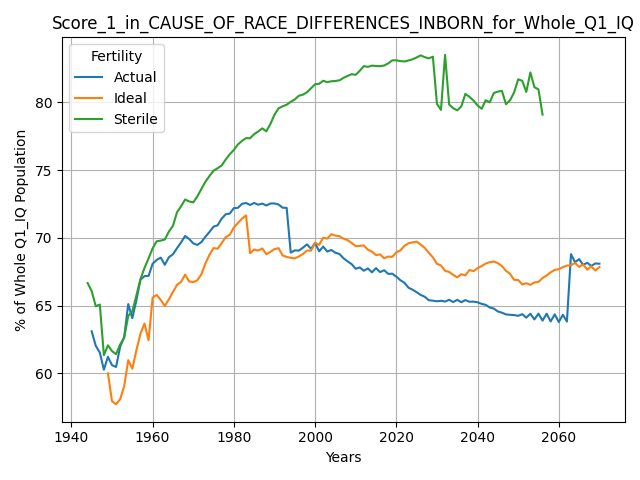 Score_1_in_CAUSE_OF_RACE_DIFFERENCES_INBORN_for_Whole_Q1_IQ
Fertility
Actual
Ideal
Sterile
% of Whole Q1_IQ Population
80
75
70
65
60
1940
1960
1980
2000
2020
2040
2060
Years